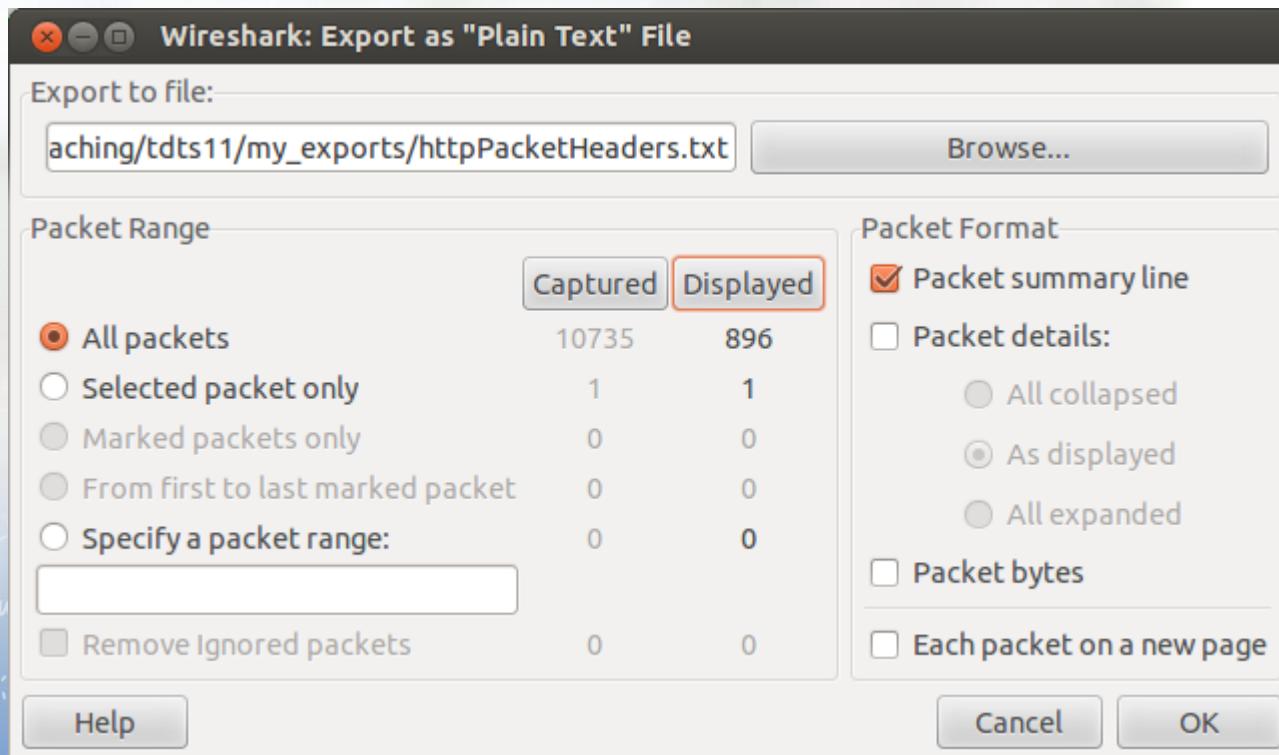 Wireshark: Export as "Plain Text" File
Export to file:
aching/tdts11/my_exports/httpPacketHeaders.txt Browse...
Packet Range
Captured Displayed
All packets 10735 896
Selected packet only 1 1
Marked packets only 0 0
From first to last marked packet 0 0
Specify a packet range: 0 0
Remove Ignored packets 0 0
Packet Format
Packet summary line
Packet details:
All collapsed
As displayed
All expanded
Packet bytes
Each packet on a new page
Help Cancel OK